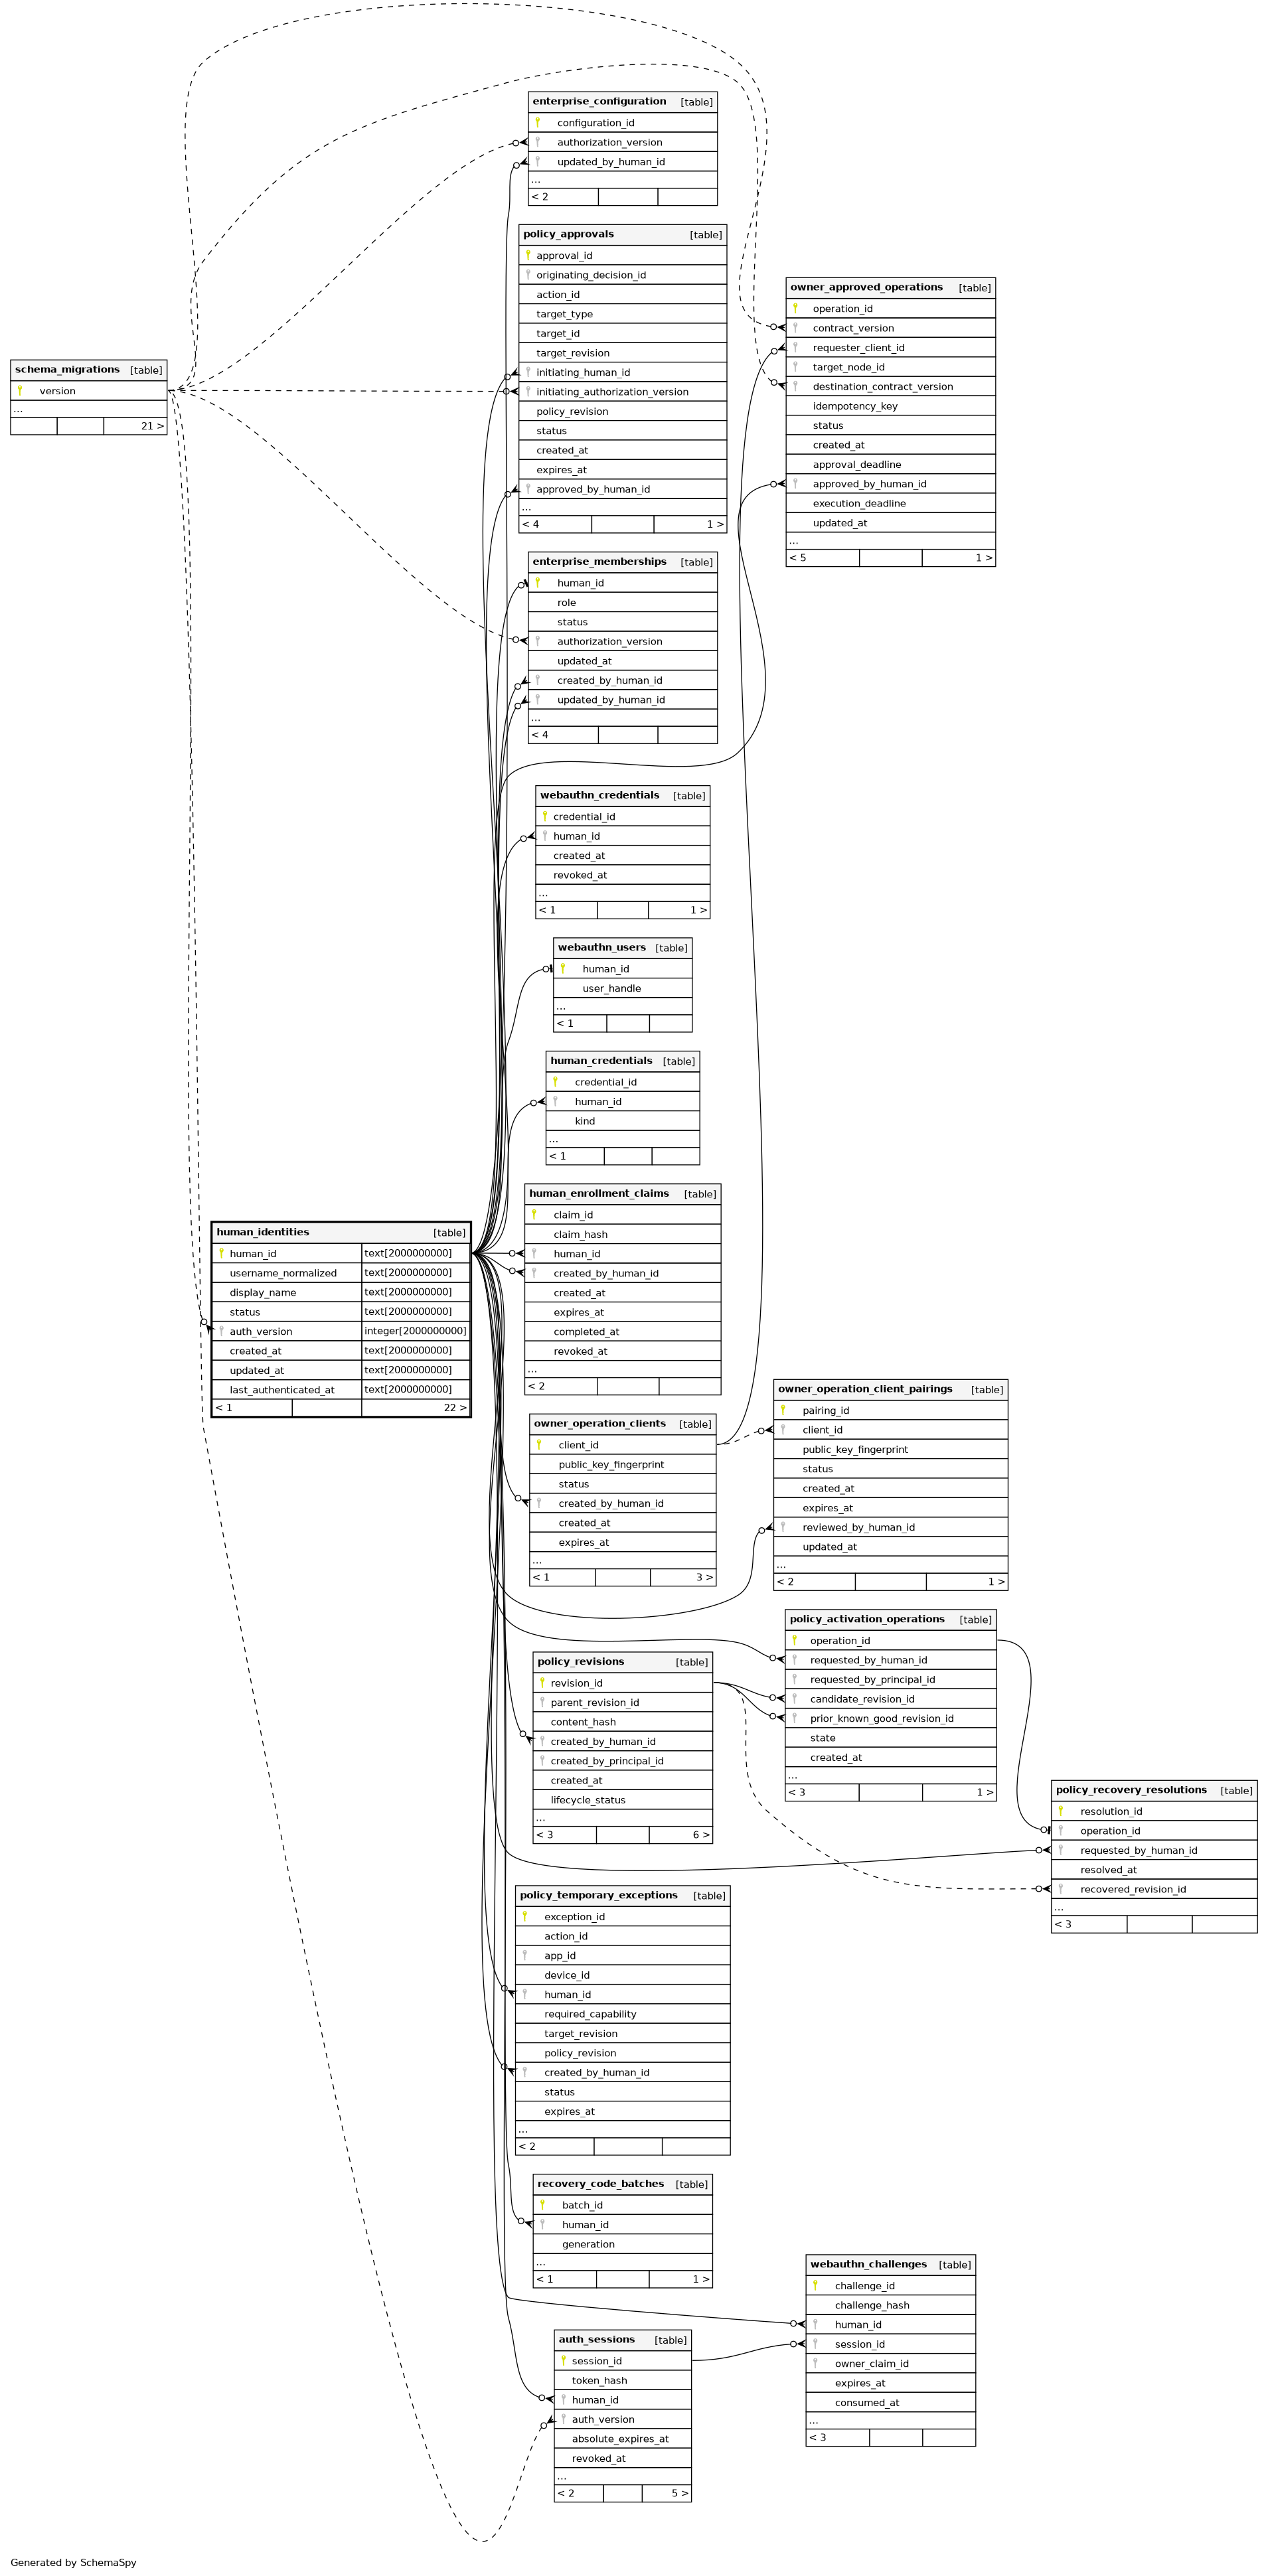 enterprise_configuration [table]
configuration_id
authorization_version
updated_by_human_id
...
< 2
policy_approvals [table]
approval_id
originating_decision_id
action_id
target_type
target_id
target_revision
initiating_human_id
initiating_authorization_version
policy_revision
status
created_at
expires_at
approved_by_human_id
...
< 4 1 >
owner_approved_operations [table]
operation_id
contract_version
requester_client_id
target_node_id
destination_contract_version
idempotency_key
status
created_at
approval_deadline
approved_by_human_id
execution_deadline
updated_at
...
< 5 1 >
schema_migrations [table]
version
...
21 >
enterprise_memberships [table]
human_id
role
status
authorization_version
updated_at
created_by_human_id
updated_by_human_id
...
< 4
webauthn_credentials [table]
credential_id
human_id
created_at
revoked_at
...
< 1 1 >
webauthn_users [table]
human_id
user_handle
...
< 1
human_credentials [table]
credential_id
human_id
kind
...
< 1
human_enrollment_claims [table]
claim_id
claim_hash
human_id
created_by_human_id
created_at
expires_at
completed_at
revoked_at
...
< 2
human_identities [table]
human_id text[2000000000]
username_normalized text[2000000000]
display_name text[2000000000]
status text[2000000000]
auth_version integer[2000000000]
created_at text[2000000000]
updated_at text[2000000000]
last_authenticated_at text[2000000000]
< 1 22 >
owner_operation_client_pairings [table]
pairing_id
client_id
public_key_fingerprint
status
created_at
expires_at
reviewed_by_human_id
updated_at
...
< 2 1 >
owner_operation_clients [table]
client_id
public_key_fingerprint
status
created_by_human_id
created_at
expires_at
...
< 1 3 >
policy_activation_operations [table]
operation_id
requested_by_human_id
requested_by_principal_id
candidate_revision_id
prior_known_good_revision_id
state
created_at
...
< 3 1 >
policy_revisions [table]
revision_id
parent_revision_id
content_hash
created_by_human_id
created_by_principal_id
created_at
lifecycle_status
...
< 3 6 >
policy_recovery_resolutions [table]
resolution_id
operation_id
requested_by_human_id
resolved_at
recovered_revision_id
...
< 3
policy_temporary_exceptions [table]
exception_id
action_id
app_id
device_id
human_id
required_capability
target_revision
policy_revision
created_by_human_id
status
expires_at
...
< 2
recovery_code_batches [table]
batch_id
human_id
generation
...
< 1 1 >
webauthn_challenges [table]
challenge_id
challenge_hash
human_id
session_id
owner_claim_id
expires_at
consumed_at
...
< 3
auth_sessions [table]
session_id
token_hash
human_id
auth_version
absolute_expires_at
revoked_at
...
< 2 5 >
Generated by SchemaSpy